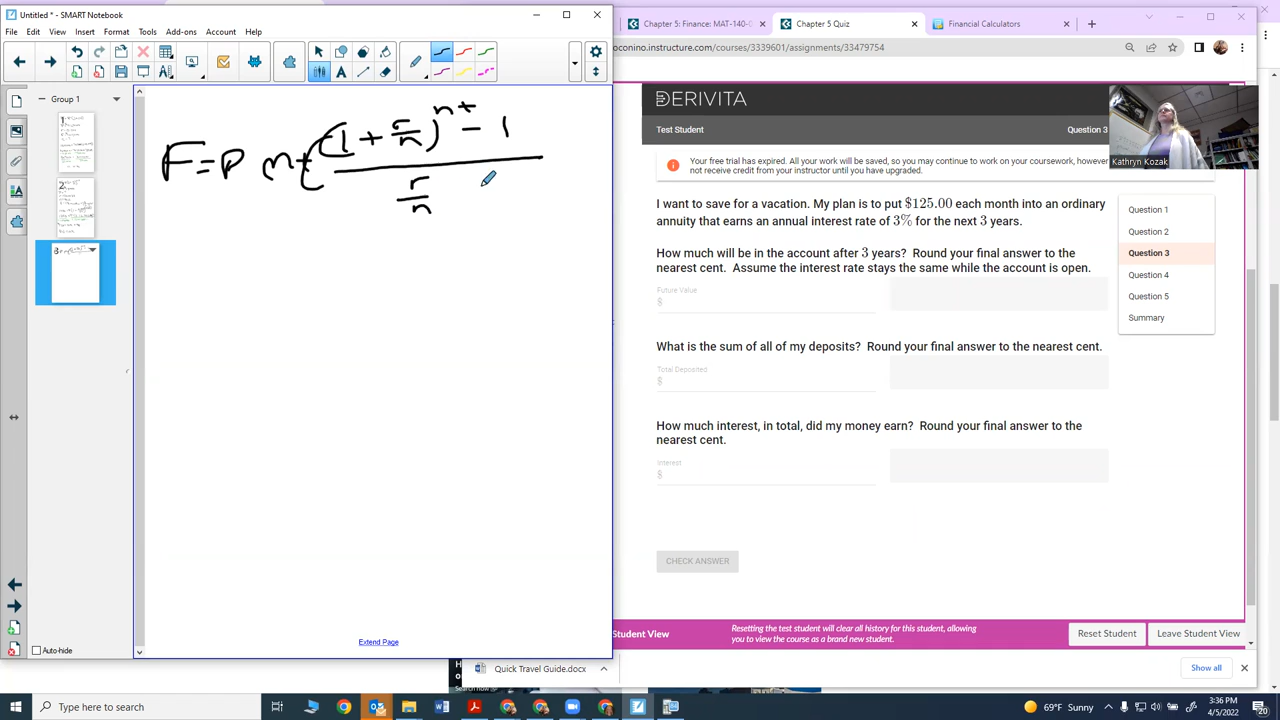 Untitled * - SMART Notebook
File Edit View Insert Format Tools Add-ons Account Help
Group 1
F = P m t ( (1 + r/n)^nt - 1
r/n
Extend Page
Auto-hide
Chapter 5: Finance: MAT-140-
Chapter 5 Quiz
Financial Calculators
oconino.instructure.com/courses/3339601/assignments/33479754
DERIVITA
Test Student
Question 3
Kathryn Kozak
Your free trial has expired. All your work will be saved, so you may continue to work on your coursework, howeve
not receive credit from your instructor until you have upgraded.
I want to save for a vacation. My plan is to put $125.00 each month into an ordinary
annuity that earns an annual interest rate of 3% for the next 3 years.
How much will be in the account after 3 years? Round your final answer to the
nearest cent. Assume the interest rate stays the same while the account is open.
Future Value
$
What is the sum of all of my deposits? Round your final answer to the nearest cent.
Total Deposited
$
How much interest, in total, did my money earn? Round your final answer to the
nearest cent.
Interest
$
CHECK ANSWER
Question 1
Question 2
Question 3
Question 4
Question 5
Summary
Student View
Resetting the test student will clear all history for this student, allowing
you to view the course as a brand new student.
Reset Student
Leave Student View
Quick Travel Guide.docx
Show all
Search now
Type here to search
69°F Sunny
3:36 PM
4/5/2022